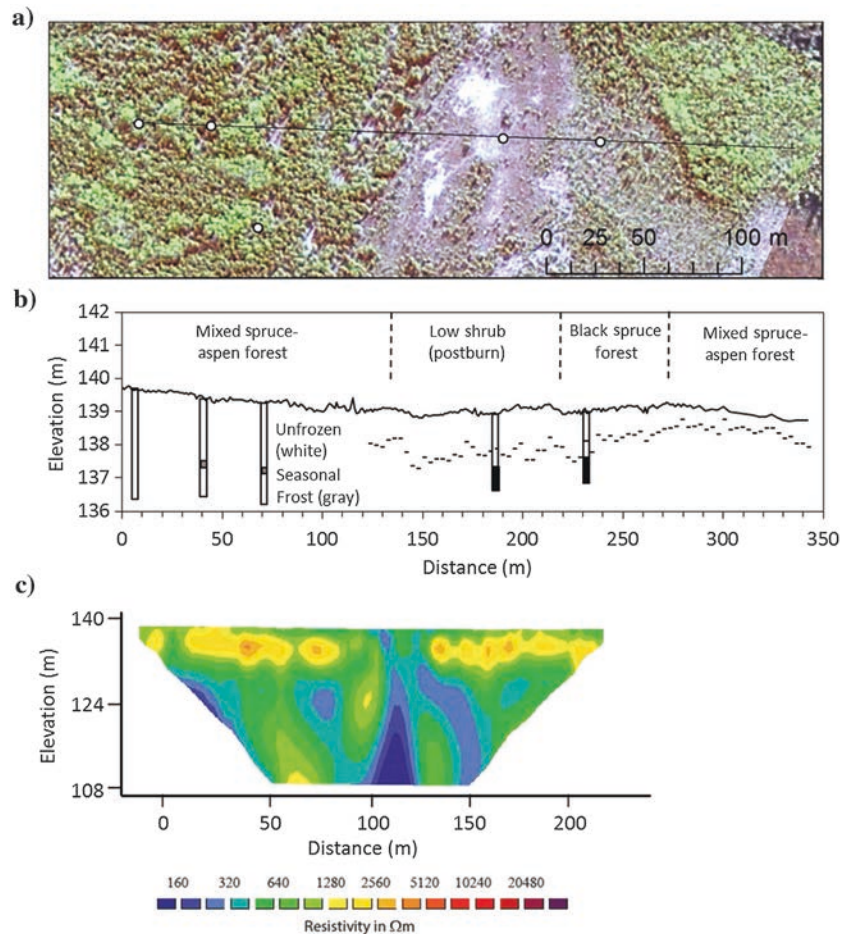 a)
0 25 50 100 m
b)
142
141
140
139
138
137
136
Elevation (m)
Mixed spruce-
aspen forest
Low shrub
(postburn)
Black spruce
forest
Mixed spruce-
aspen forest
Unfrozen
(white)
Seasonal
Frost (gray)
0 50 100 150 200 250 300 350
Distance (m)
c)
140
124
108
Elevation (m)
0 50 100 150 200
Distance (m)
160 320 640 1280 2560 5120 10240 20480
Resistivity in Ωm